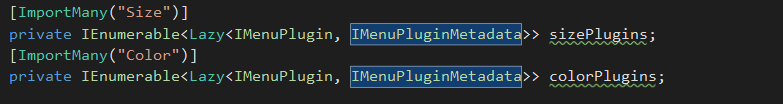 [ImportMany("Size")]
private IEnumerable<Lazy<IMenuPlugin, IMenuPluginMetadata>> sizePlugins;
[ImportMany("Color")]
private IEnumerable<Lazy<IMenuPlugin, IMenuPluginMetadata>> colorPlugins;